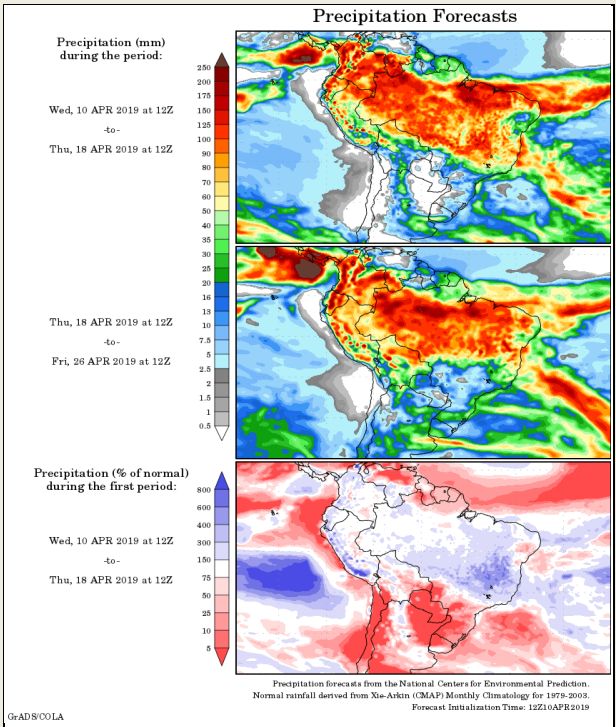 Precipitation Forecasts
Precipitation (mm)
during the period:
Wed, 10 APR 2019 at 12Z
-to-
Thu, 18 APR 2019 at 12Z
250
200
175
150
125
100
90
80
70
60
50
40
35
30
25
20
16
13
10
7.5
5
2.5
2
1.5
1
0.5
Thu, 18 APR 2019 at 12Z
-to-
Fri, 26 APR 2019 at 12Z
Precipitation (% of normal)
during the first period:
Wed, 10 APR 2019 at 12Z
-to-
Thu, 18 APR 2019 at 12Z
800
600
400
300
150
75
50
25
10
5
Precipitation forecasts from the National Centers for Environmental Prediction.
Normal rainfall derived from Xie-Arkin (CMAP) Monthly Climatology for 1979-2003.
Forecast Initialization Time: 12Z10APR2019
GrADS/COLA